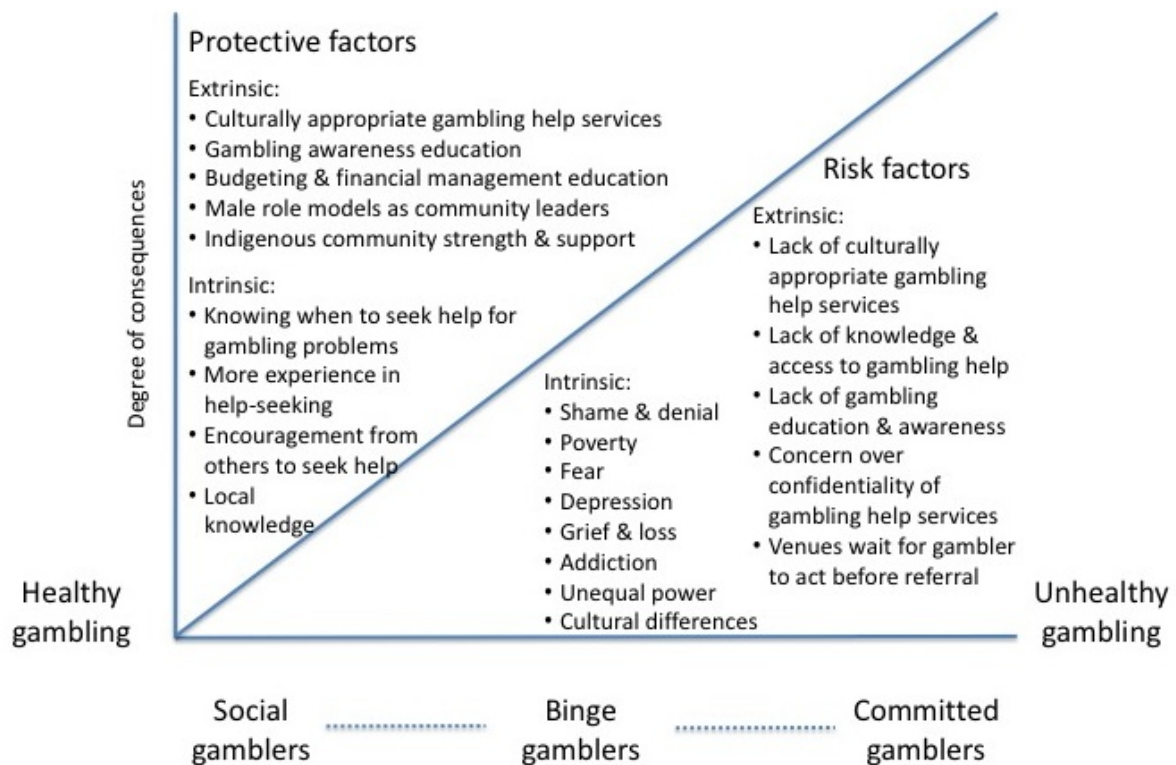 Protective factors
Extrinsic:
• Culturally appropriate gambling help services
• Gambling awareness education
• Budgeting & financial management education
• Male role models as community leaders
• Indigenous community strength & support
Intrinsic:
• Knowing when to seek help for
gambling problems
• More experience in
help-seeking
• Encouragement from
others to seek help
• Local
knowledge
Degree of consequences
Risk factors
Extrinsic:
• Lack of culturally
appropriate gambling
help services
• Lack of knowledge &
access to gambling help
• Lack of gambling
education & awareness
• Concern over
confidentiality of
gambling help services
• Venues wait for gambler
to act before referral
Intrinsic:
• Shame & denial
• Poverty
• Fear
• Depression
• Grief & loss
• Addiction
• Unequal power
• Cultural differences
Healthy
gambling
Unhealthy
gambling
Social
gamblers
Binge
gamblers
Committed
gamblers